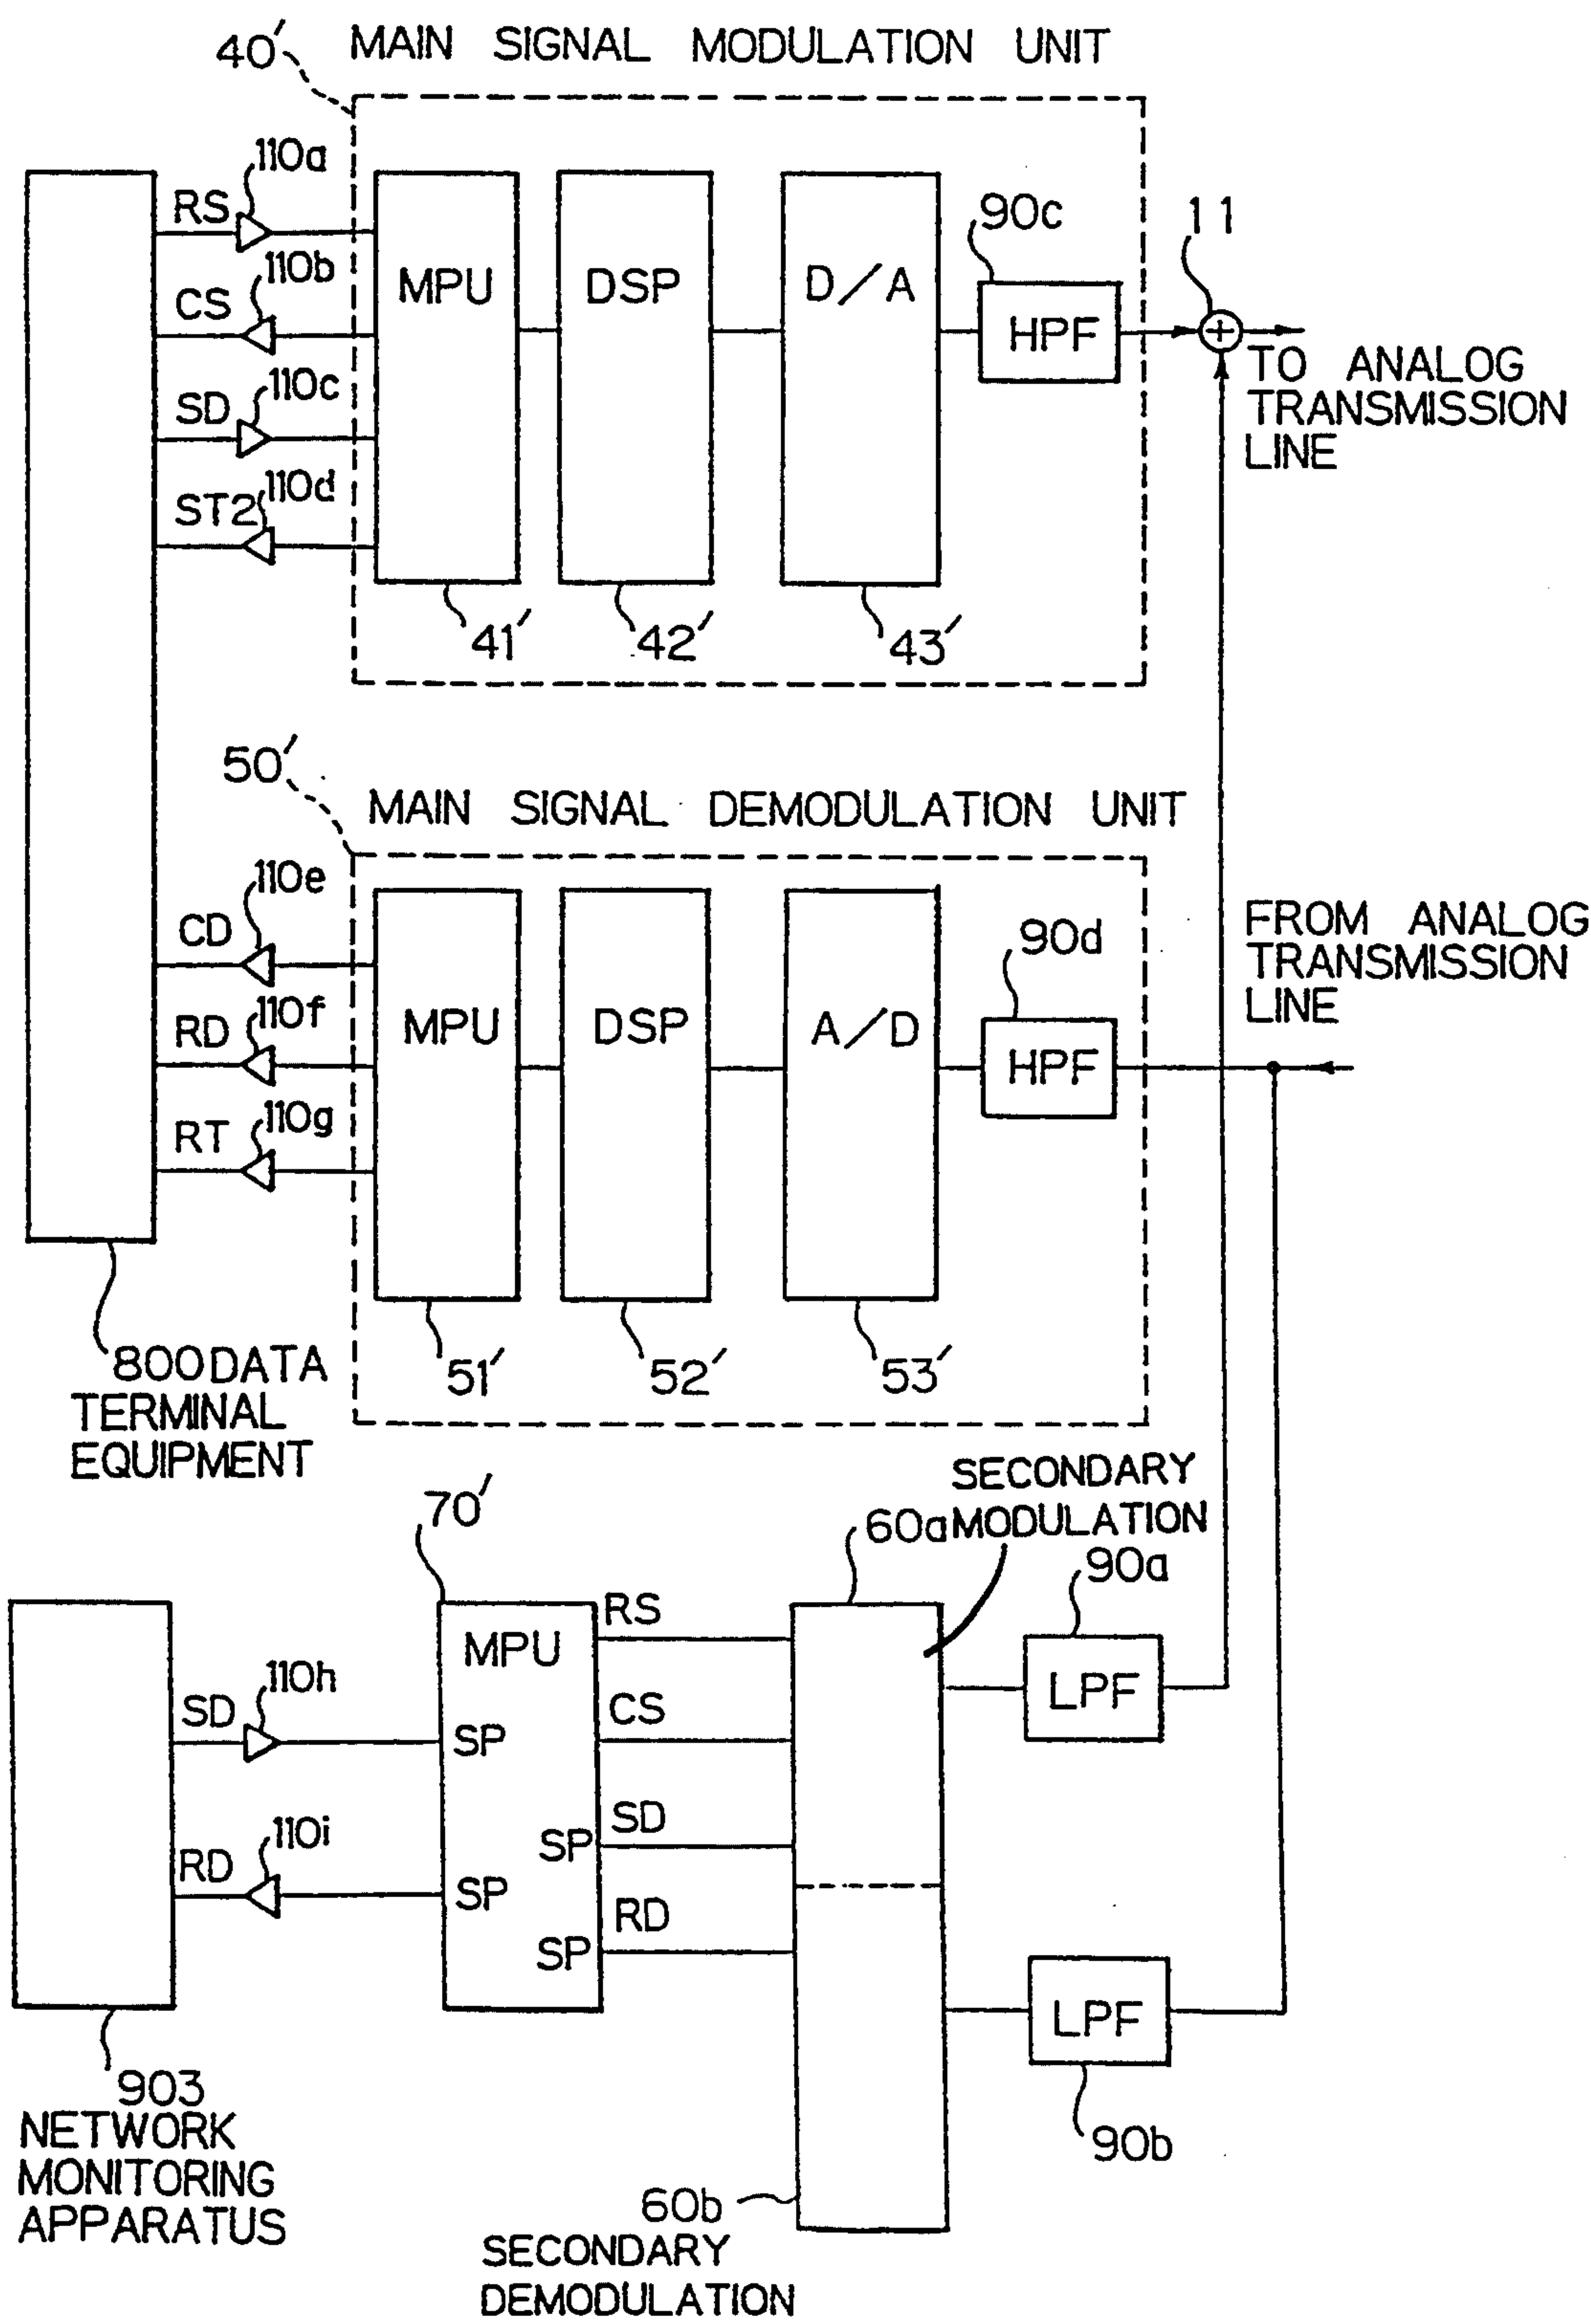 40′
MAIN SIGNAL MODULATION UNIT
110a
RS
110b
CS
110c
SD
110d
ST2
MPU
DSP
D/A
90c
HPF
11
+
TO ANALOG
TRANSMISSION
LINE
41′
42′
43′
50′
MAIN SIGNAL DEMODULATION UNIT
110e
CD
110f
RD
110g
RT
MPU
DSP
A/D
90d
HPF
FROM ANALOG
TRANSMISSION
LINE
51′
52′
53′
800 DATA
TERMINAL
EQUIPMENT
70′
SECONDARY
MODULATION
60a
90a
RS
MPU
LPF
110h
SD
SP
CS
SD
SP
110i
RD
SP
RD
SP
LPF
90b
903
NETWORK
MONITORING
APPARATUS
60b
SECONDARY
DEMODULATION